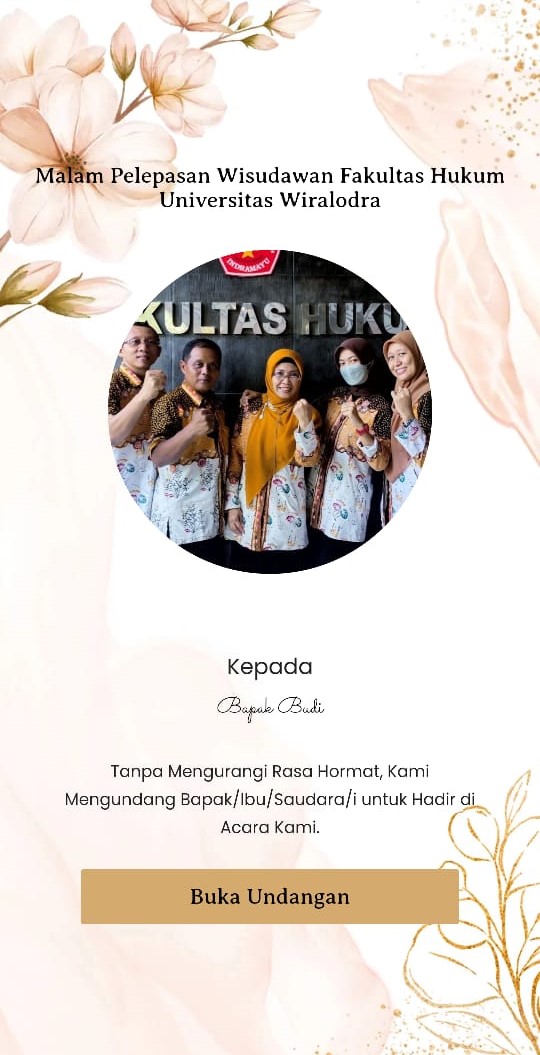 Malam Pelepasan Wisudawan Fakultas Hukum
Universitas Wiralodra
INDRAMAYU
KULTAS HUKU
Kepada
Bapak Budi
Tanpa Mengurangi Rasa Hormat, Kami
Mengundang Bapak/Ibu/Saudara/i untuk Hadir di
Acara Kami.
Buka Undangan